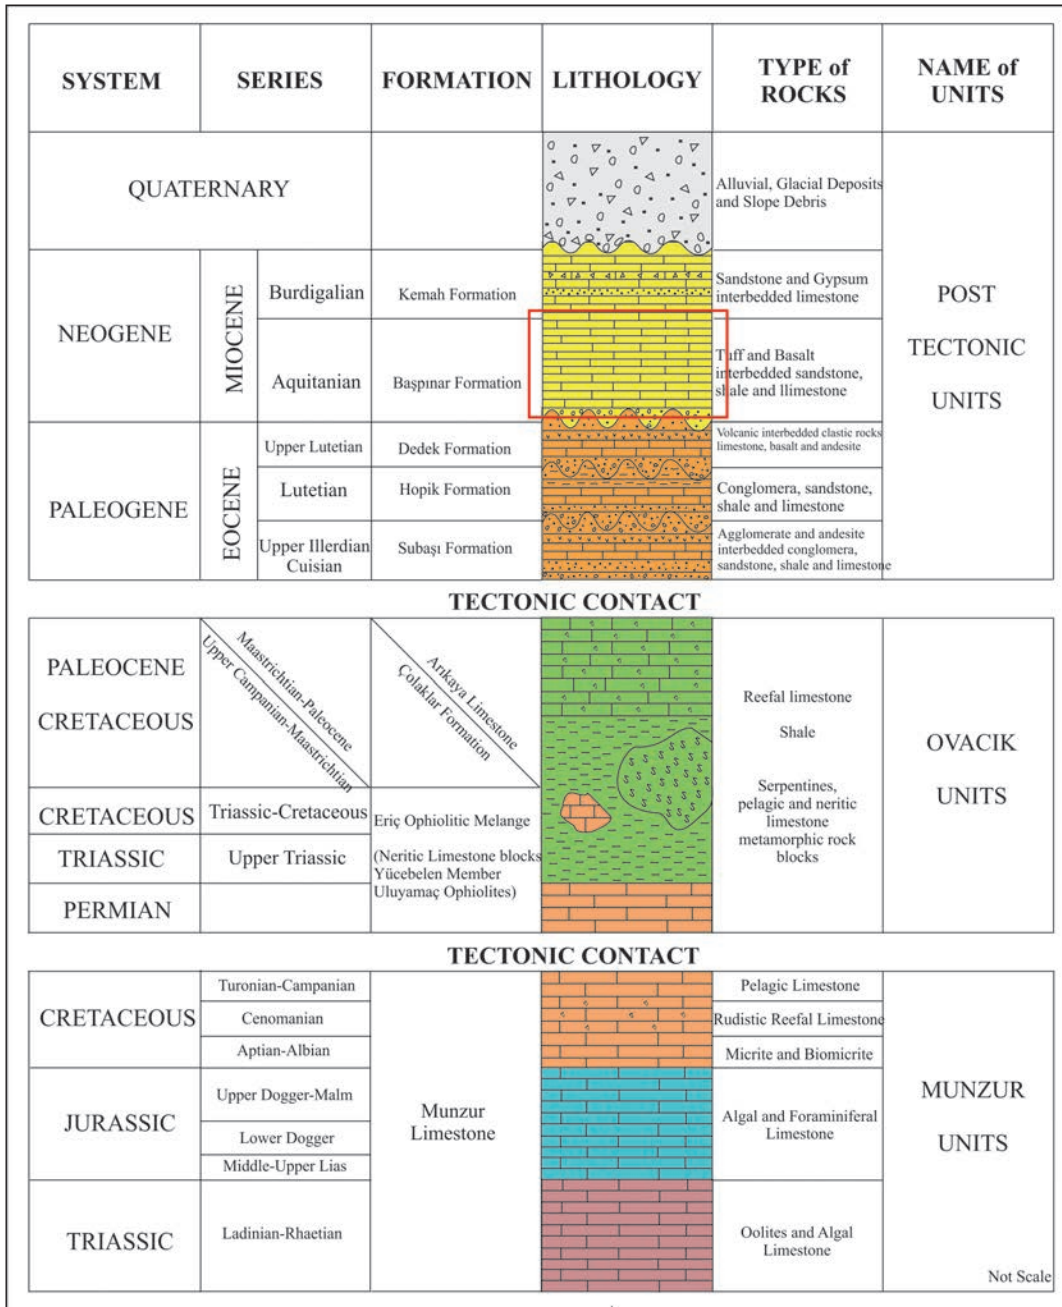 SYSTEM
SERIES
FORMATION
LITHOLOGY
TYPE of
ROCKS
NAME of
UNITS
QUATERNARY
Alluvial, Glacial Deposits
and Slope Debris
NEOGENE
MIOCENE
Burdigalian
Kemah Formation
Sandstone and Gypsum
interbedded limestone
Aquitanian
Başpınar Formation
Tuff and Basalt
interbedded sandstone,
shale and llimestone
POST
TECTONIC
UNITS
PALEOGENE
EOCENE
Upper Lutetian
Dedek Formation
Volcanic interbedded clastic rocks
limestone, basalt and andesite
Lutetian
Hopik Formation
Conglomera, sandstone,
shale and limestone
Upper Illerdian
Cuisian
Subaşı Formation
Agglomerate and andesite
interbedded conglomera,
sandstone, shale and limestone
TECTONIC CONTACT
PALEOCENE
CRETACEOUS
Maastrichtian-Paleocene
Upper Campanian-Maastrichtian
Arıkaya Limestone
Çolaklar Formation
Reefal limestone
Shale
Serpentines,
pelagic and neritic
limestone
metamorphic rock
blocks
OVACIK
UNITS
CRETACEOUS
Triassic-Cretaceous
Eriç Ophiolitic Melange
TRIASSIC
Upper Triassic
(Neritic Limestone blocks
Yücebelen Member
Uluyamaç Ophiolites)
PERMIAN
TECTONIC CONTACT
CRETACEOUS
Turonian-Campanian
Pelagic Limestone
Cenomanian
Rudistic Reefal Limestone
Aptian-Albian
Micrite and Biomicrite
JURASSIC
Upper Dogger-Malm
Lower Dogger
Middle-Upper Lias
Munzur
Limestone
Algal and Foraminiferal
Limestone
MUNZUR
UNITS
TRIASSIC
Ladinian-Rhaetian
Oolites and Algal
Limestone
Not Scale